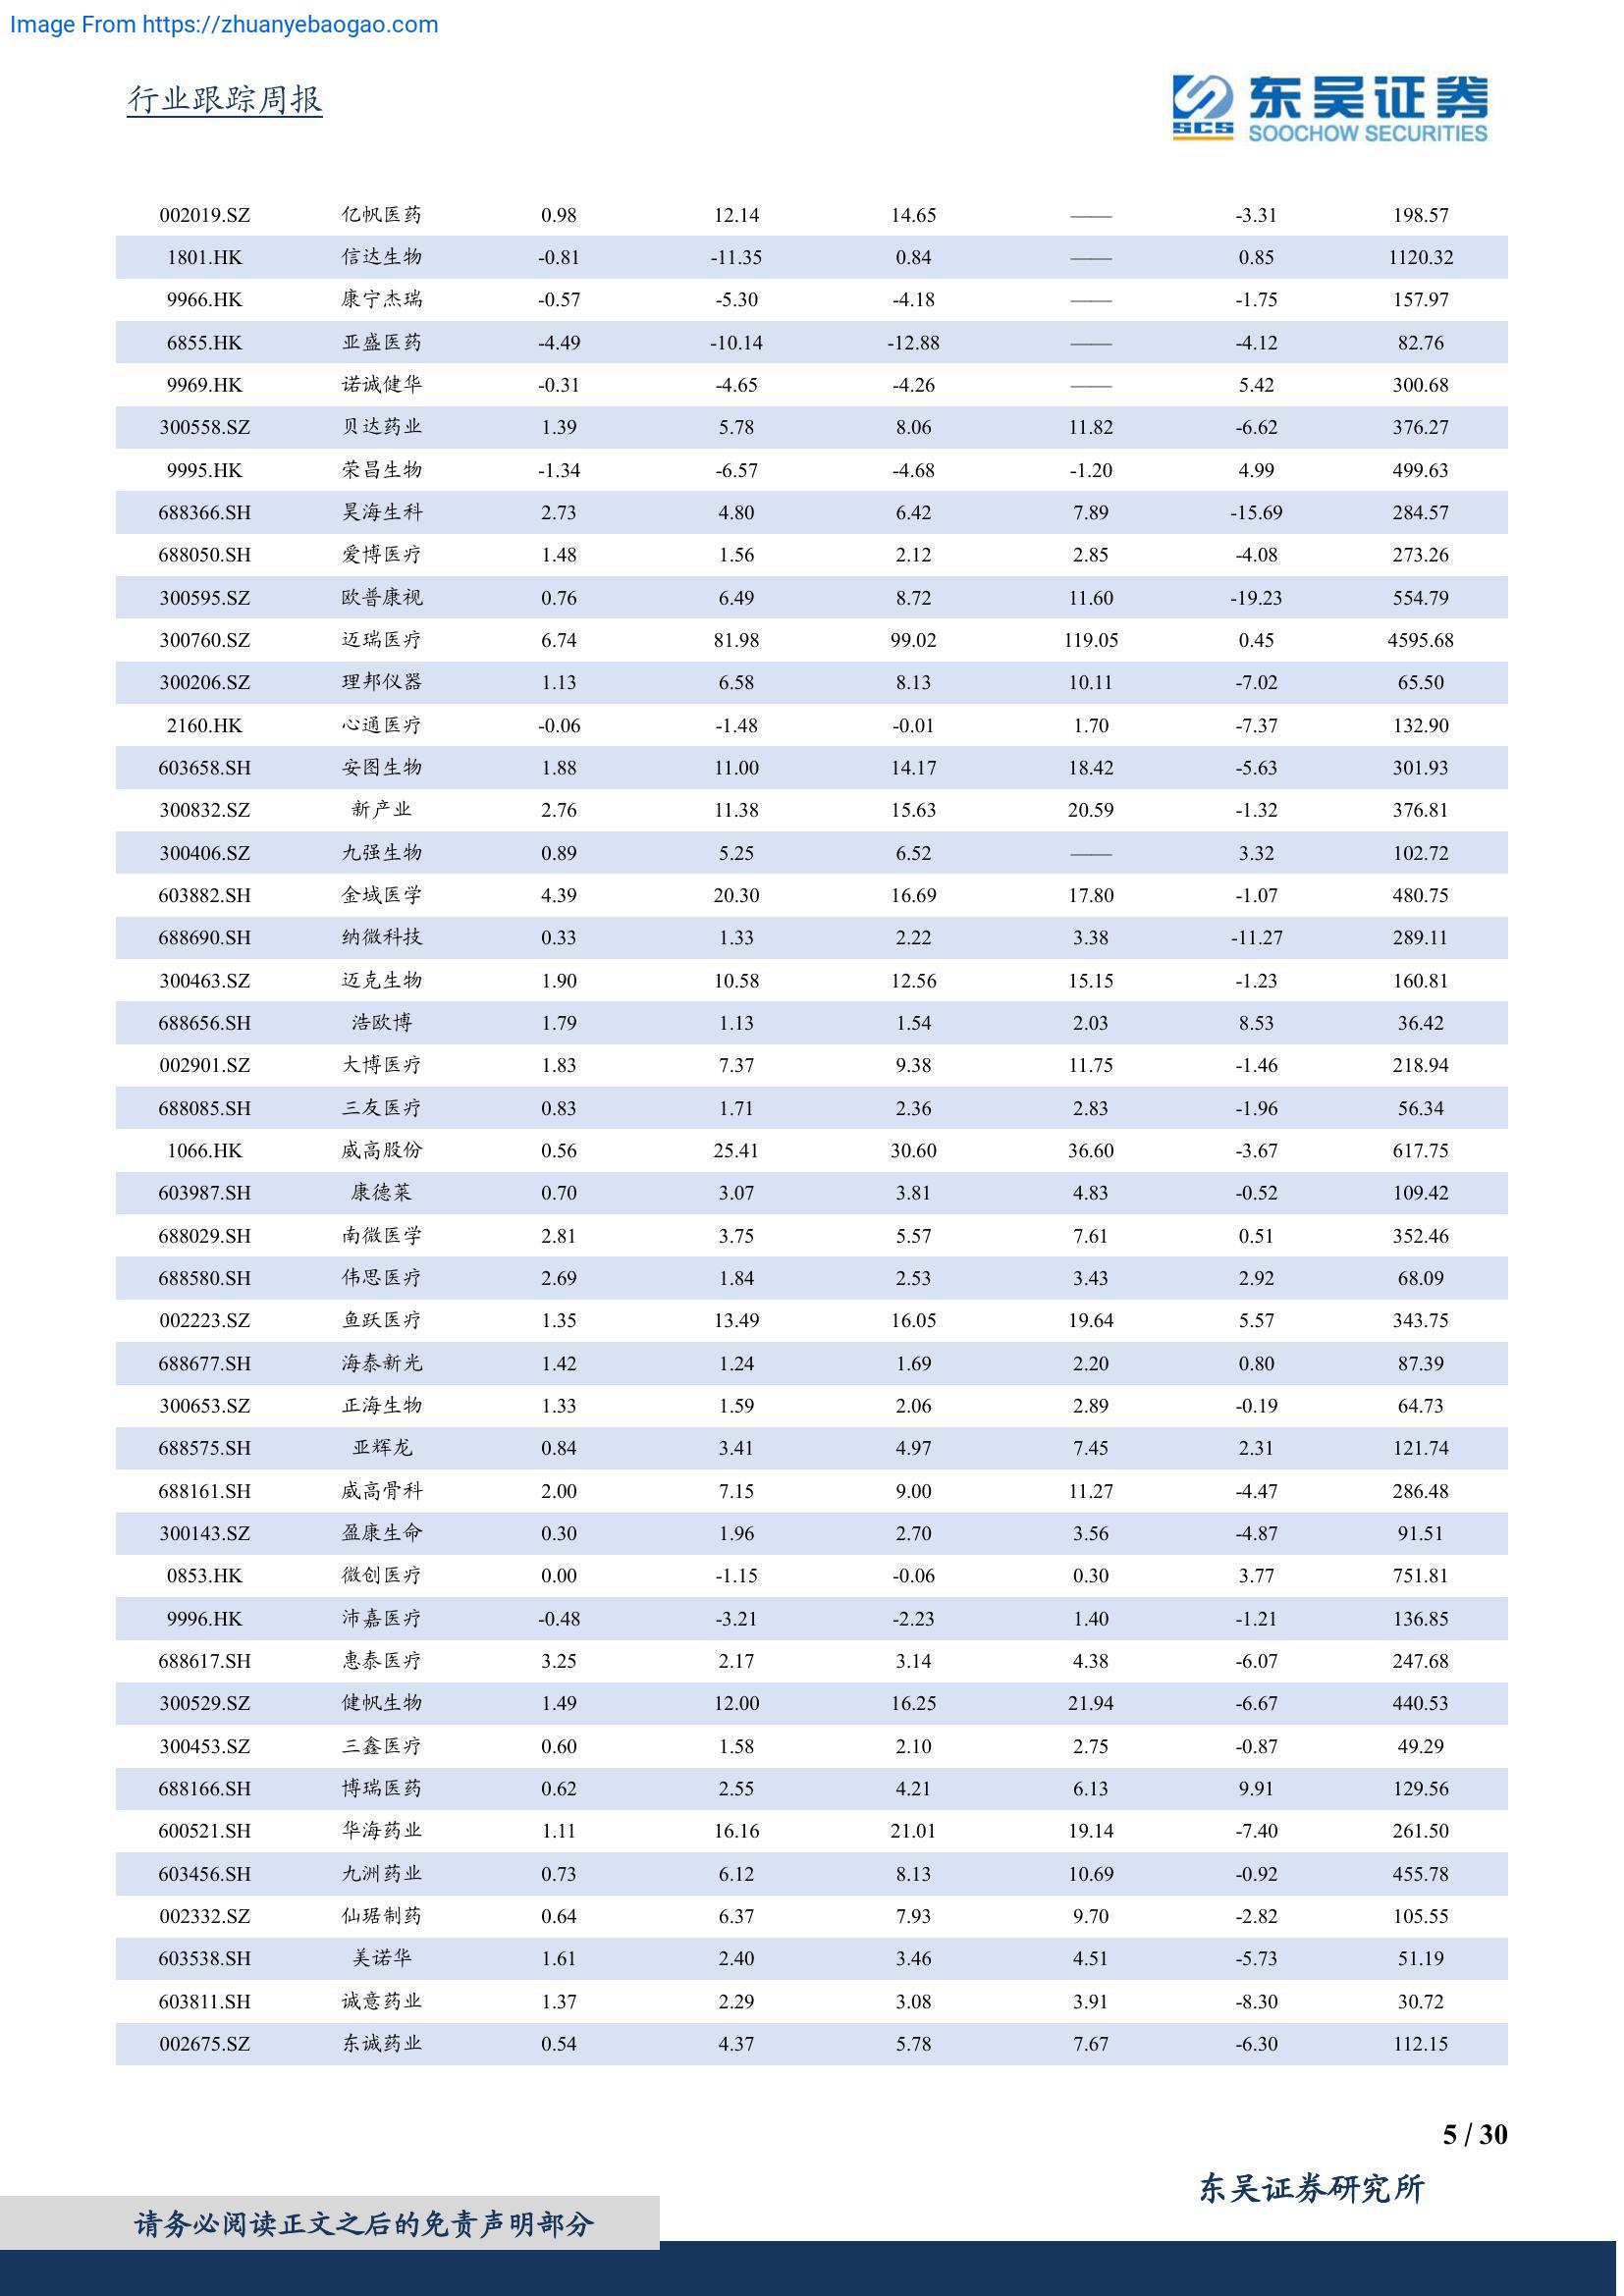 Image From https://zhuanyebaogao.com
行业跟踪周报
东吴证券
SCS
SOOCHOW SECURITIES
002019.SZ 亿帆医药 0.98 12.14 14.65 —— -3.31 198.57
1801.HK 信达生物 -0.81 -11.35 0.84 —— 0.85 1120.32
9966.HK 康宁杰瑞 -0.57 -5.30 -4.18 —— -1.75 157.97
6855.HK 亚盛医药 -4.49 -10.14 -12.88 —— -4.12 82.76
9969.HK 诺诚健华 -0.31 -4.65 -4.26 —— 5.42 300.68
300558.SZ 贝达药业 1.39 5.78 8.06 11.82 -6.62 376.27
9995.HK 荣昌生物 -1.34 -6.57 -4.68 -1.20 4.99 499.63
688366.SH 昊海生科 2.73 4.80 6.42 7.89 -15.69 284.57
688050.SH 爱博医疗 1.48 1.56 2.12 2.85 -4.08 273.26
300595.SZ 欧普康视 0.76 6.49 8.72 11.60 -19.23 554.79
300760.SZ 迈瑞医疗 6.74 81.98 99.02 119.05 0.45 4595.68
300206.SZ 理邦仪器 1.13 6.58 8.13 10.11 -7.02 65.50
2160.HK 心通医疗 -0.06 -1.48 -0.01 1.70 -7.37 132.90
603658.SH 安图生物 1.88 11.00 14.17 18.42 -5.63 301.93
300832.SZ 新产业 2.76 11.38 15.63 20.59 -1.32 376.81
300406.SZ 九强生物 0.89 5.25 6.52 —— 3.32 102.72
603882.SH 金域医学 4.39 20.30 16.69 17.80 -1.07 480.75
688690.SH 纳微科技 0.33 1.33 2.22 3.38 -11.27 289.11
300463.SZ 迈克生物 1.90 10.58 12.56 15.15 -1.23 160.81
688656.SH 浩欧博 1.79 1.13 1.54 2.03 8.53 36.42
002901.SZ 大博医疗 1.83 7.37 9.38 11.75 -1.46 218.94
688085.SH 三友医疗 0.83 1.71 2.36 2.83 -1.96 56.34
1066.HK 威高股份 0.56 25.41 30.60 36.60 -3.67 617.75
603987.SH 康德莱 0.70 3.07 3.81 4.83 -0.52 109.42
688029.SH 南微医学 2.81 3.75 5.57 7.61 0.51 352.46
688580.SH 伟思医疗 2.69 1.84 2.53 3.43 2.92 68.09
002223.SZ 鱼跃医疗 1.35 13.49 16.05 19.64 5.57 343.75
688677.SH 海泰新光 1.42 1.24 1.69 2.20 0.80 87.39
300653.SZ 正海生物 1.33 1.59 2.06 2.89 -0.19 64.73
688575.SH 亚辉龙 0.84 3.41 4.97 7.45 2.31 121.74
688161.SH 威高骨科 2.00 7.15 9.00 11.27 -4.47 286.48
300143.SZ 盈康生命 0.30 1.96 2.70 3.56 -4.87 91.51
0853.HK 微创医疗 0.00 -1.15 -0.06 0.30 3.77 751.81
9996.HK 沛嘉医疗 -0.48 -3.21 -2.23 1.40 -1.21 136.85
688617.SH 惠泰医疗 3.25 2.17 3.14 4.38 -6.07 247.68
300529.SZ 健帆生物 1.49 12.00 16.25 21.94 -6.67 440.53
300453.SZ 三鑫医疗 0.60 1.58 2.10 2.75 -0.87 49.29
688166.SH 博瑞医药 0.62 2.55 4.21 6.13 9.91 129.56
600521.SH 华海药业 1.11 16.16 21.01 19.14 -7.40 261.50
603456.SH 九洲药业 0.73 6.12 8.13 10.69 -0.92 455.78
002332.SZ 仙琚制药 0.64 6.37 7.93 9.70 -2.82 105.55
603538.SH 美诺华 1.61 2.40 3.46 4.51 -5.73 51.19
603811.SH 诚意药业 1.37 2.29 3.08 3.91 -8.30 30.72
002675.SZ 东诚药业 0.54 4.37 5.78 7.67 -6.30 112.15
5 / 30
东吴证券研究所
请务必阅读正文之后的免责声明部分